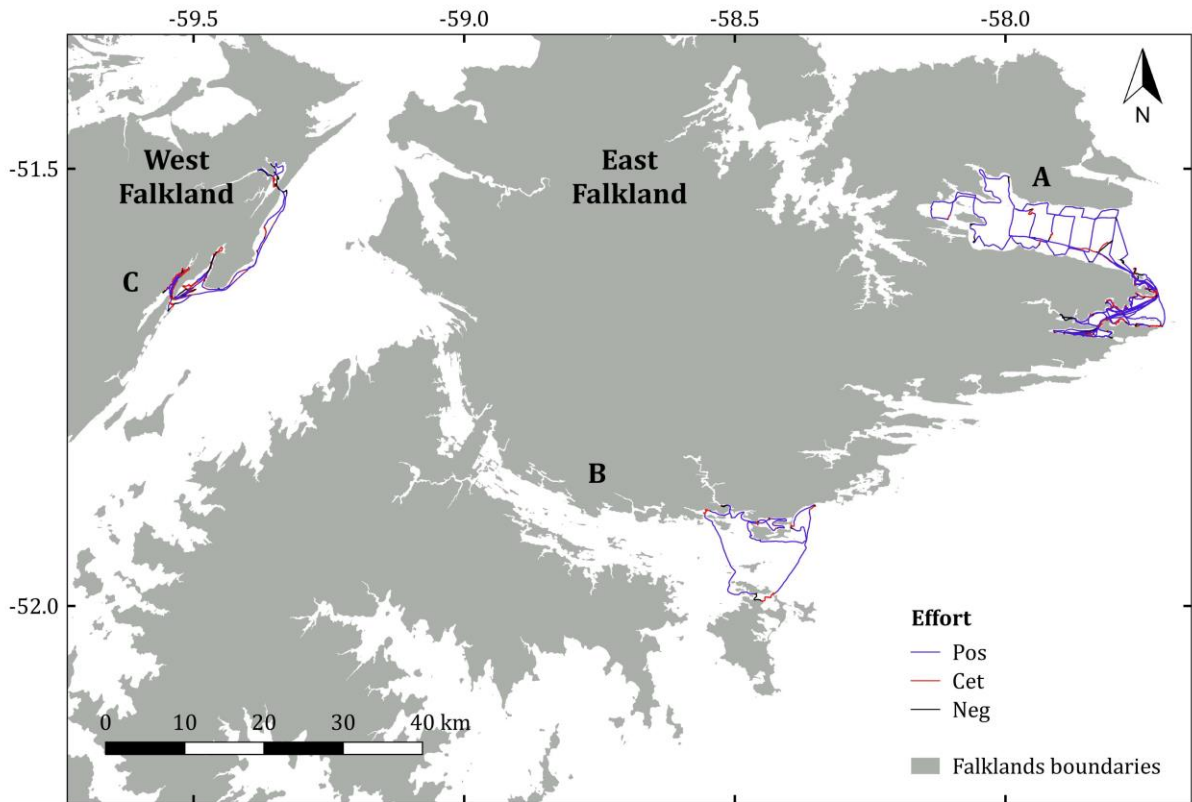 -59.5 -59.0 -58.5 -58.0
N
-51.5
West
Falkland
East
Falkland
A
C
B
-52.0
Effort
Pos
Cet
Neg
Falklands boundaries
0 10 20 30 40 km